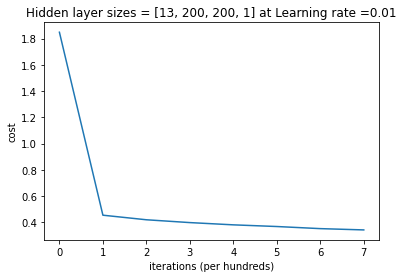 Hidden layer sizes = [13, 200, 200, 1] at Learning rate =0.01
cost
1.8
1.6
1.4
1.2
1.0
0.8
0.6
0.4
0 1 2 3 4 5 6 7
iterations (per hundreds)